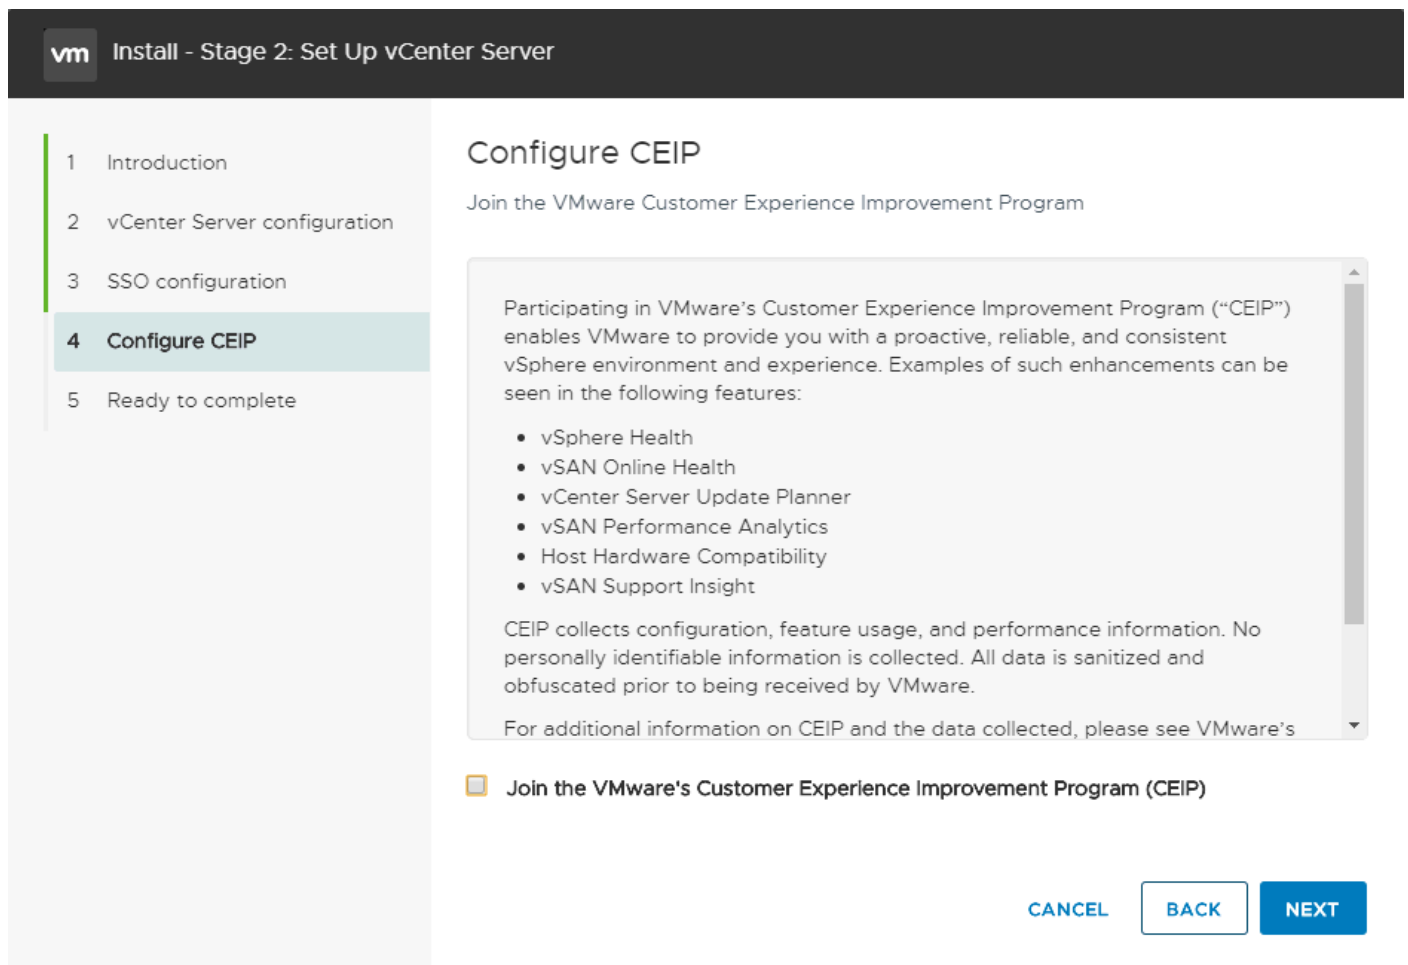 vm Install - Stage 2: Set Up vCenter Server
1 Introduction
2 vCenter Server configuration
3 SSO configuration
4 Configure CEIP
5 Ready to complete
Configure CEIP
Join the VMware Customer Experience Improvement Program
Participating in VMware’s Customer Experience Improvement Program (“CEIP”)
enables VMware to provide you with a proactive, reliable, and consistent
vSphere environment and experience. Examples of such enhancements can be
seen in the following features:
• vSphere Health
• vSAN Online Health
• vCenter Server Update Planner
• vSAN Performance Analytics
• Host Hardware Compatibility
• vSAN Support Insight
CEIP collects configuration, feature usage, and performance information. No
personally identifiable information is collected. All data is sanitized and
obfuscated prior to being received by VMware.
For additional information on CEIP and the data collected, please see VMware’s
Join the VMware's Customer Experience Improvement Program (CEIP)
CANCEL BACK NEXT